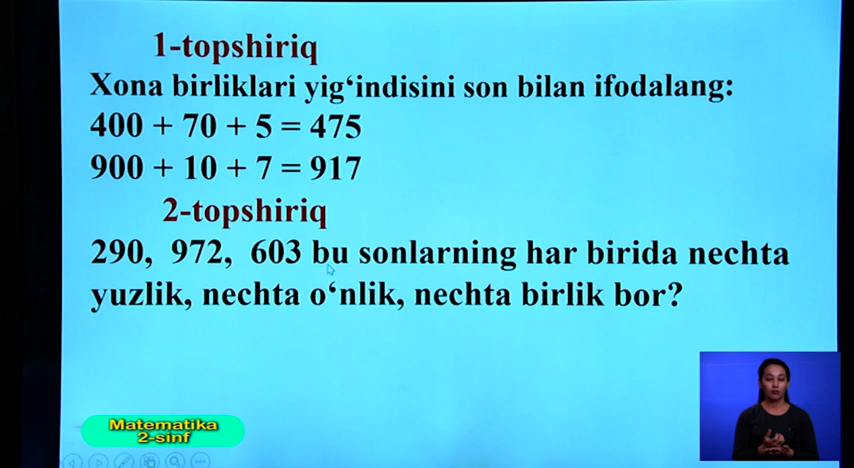 1-topshiriq
Xona birliklari yig‘indisini son bilan ifodalang:
400 + 70 + 5 = 475
900 + 10 + 7 = 917
2-topshiriq
290, 972, 603 bu sonlarning har birida nechta
yuzlik, nechta o‘nlik, nechta birlik bor?
Matematika
2-sinf